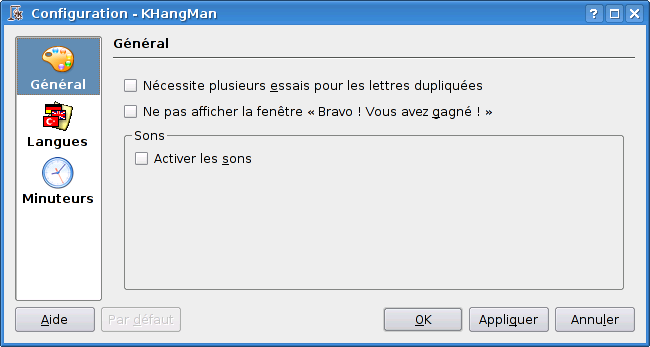 Configuration - KHangMan
Général
Langues
Minuteurs
Général
Nécessite plusieurs essais pour les lettres dupliquées
Ne pas afficher la fenêtre « Bravo ! Vous avez gagné ! »
Sons
Activer les sons
Aide
Par défaut
OK
Appliquer
Annuler